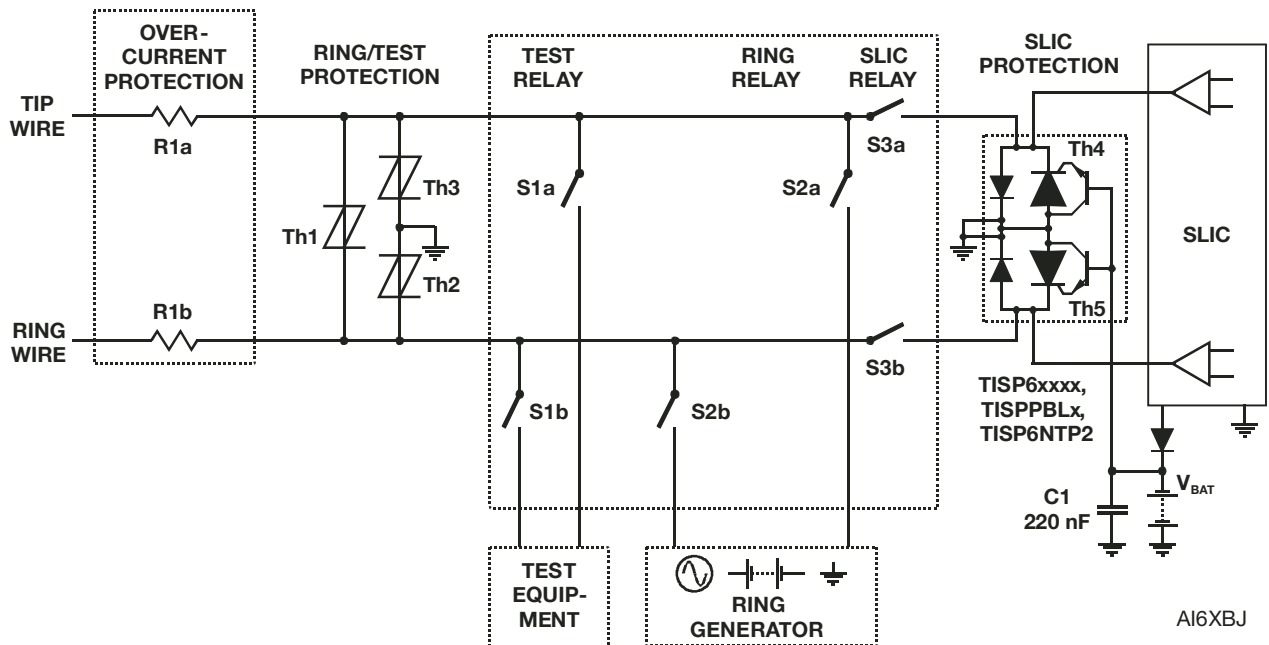 OVER-
CURRENT
PROTECTION
RING/TEST
PROTECTION
TEST
RELAY
RING
RELAY
SLIC
RELAY
SLIC
PROTECTION
TIP
WIRE
R1a
S3a
Th4
Th3
S1a
S2a
Th1
SLIC
Th2
R1b
Th5
RING
WIRE
S3b
TISP6xxxx,
TISPPBLx,
TISP6NTP2
S1b
S2b
VBAT
C1
220 nF
TEST
EQUIP-
MENT
RING
GENERATOR
AI6XBJ